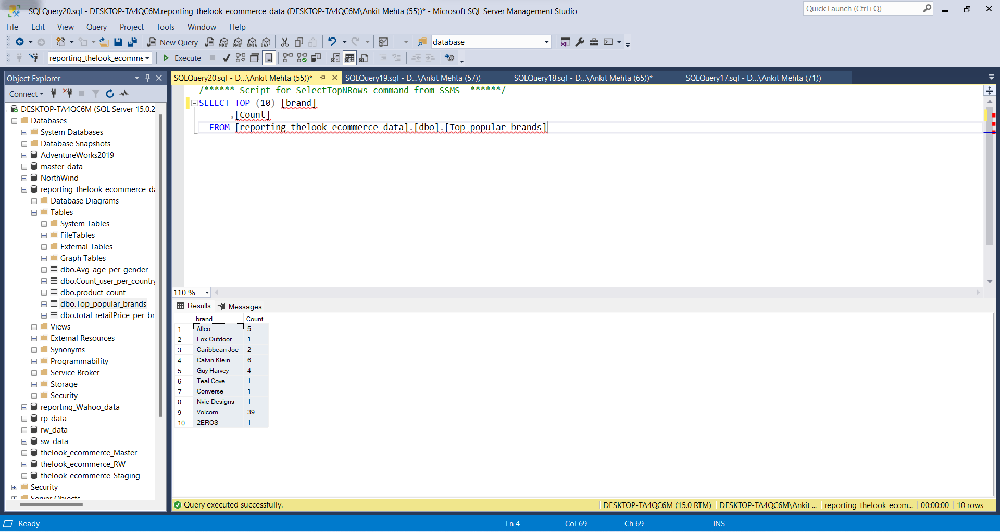 SQLQuery20.sql - DESKTOP-TA4QC6M.reporting_thelook_ecommerce_data (DESKTOP-TA4QC6M\Ankit Mehta (55))* - Microsoft SQL Server Management Studio
Quick Launch (Ctrl+Q)
File Edit View Query Project Tools Window Help
New Query MDX DMX XMLA DAX database
reporting_thelook_ecomme Execute
Object Explorer
Connect
DESKTOP-TA4QC6M (SQL Server 15.0.2
Databases
System Databases
Database Snapshots
AdventureWorks2019
master_data
NorthWind
reporting_thelook_ecommerce_da
Database Diagrams
Tables
System Tables
FileTables
External Tables
Graph Tables
dbo.Avg_age_per_gender
dbo.Count_user_per_country
dbo.product_count
dbo.Top_popular_brands
dbo.total_retailPrice_per_br
Views
External Resources
Synonyms
Programmability
Service Broker
Storage
Security
reporting_Wahoo_data
rp_data
rw_data
sw_data
thelook_ecommerce_Master
thelook_ecommerce_RW
thelook_ecommerce_Staging
Security
Server Objects
SQLQuery20.sql - D...\Ankit Mehta (55))* SQLQuery19.sql - D...\Ankit Mehta (57)) SQLQuery18.sql - D...\Ankit Mehta (65))* SQLQuery17.sql - D...\Ankit Mehta (71))
/****** Script for SelectTopNRows command from SSMS  ******/
SELECT TOP (10) [brand]
,[Count]
FROM [reporting_thelook_ecommerce_data].[dbo].[Top_popular_brands]
110 %
Results Messages
brand Count
1 Aftco 5
2 Fox Outdoor 1
3 Caribbean Joe 2
4 Calvin Klein 6
5 Guy Harvey 4
6 Teal Cove 1
7 Converse 1
8 Nvie Designs 1
9 Volcom 39
10 2EROS 1
Query executed successfully. DESKTOP-TA4QC6M (15.0 RTM) DESKTOP-TA4QC6M\Ankit ... reporting_thelook_ecom... 00:00:00 10 rows
Ready Ln 4 Col 69 Ch 69 INS